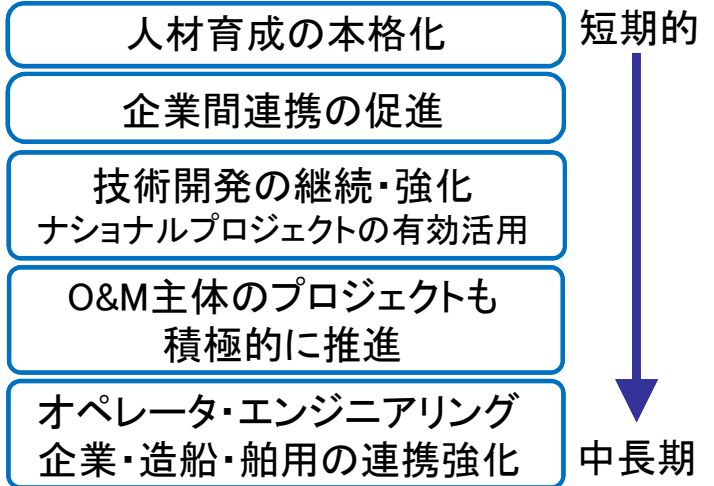 人材育成の本格化
短期的
企業間連携の促進
技術開発の継続・強化
ナショナルプロジェクトの有効活用
O&M主体のプロジェクトも
積極的に推進
オペレータ・エンジニアリング
企業・造船・舶用の連携強化
中長期